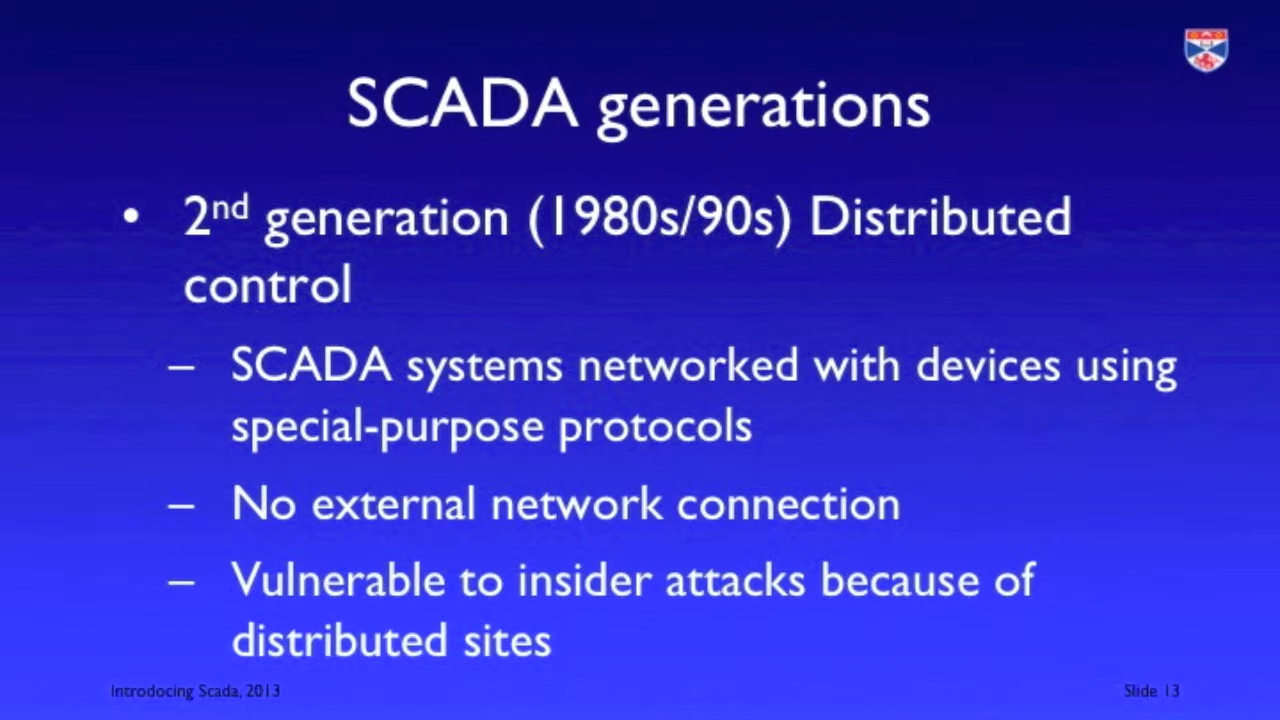 SCADA generations
• 2nd generation (1980s/90s) Distributed
control
– SCADA systems networked with devices using
special-purpose protocols
– No external network connection
– Vulnerable to insider attacks because of
distributed sites
Introdocing Scada, 2013
Slide 13